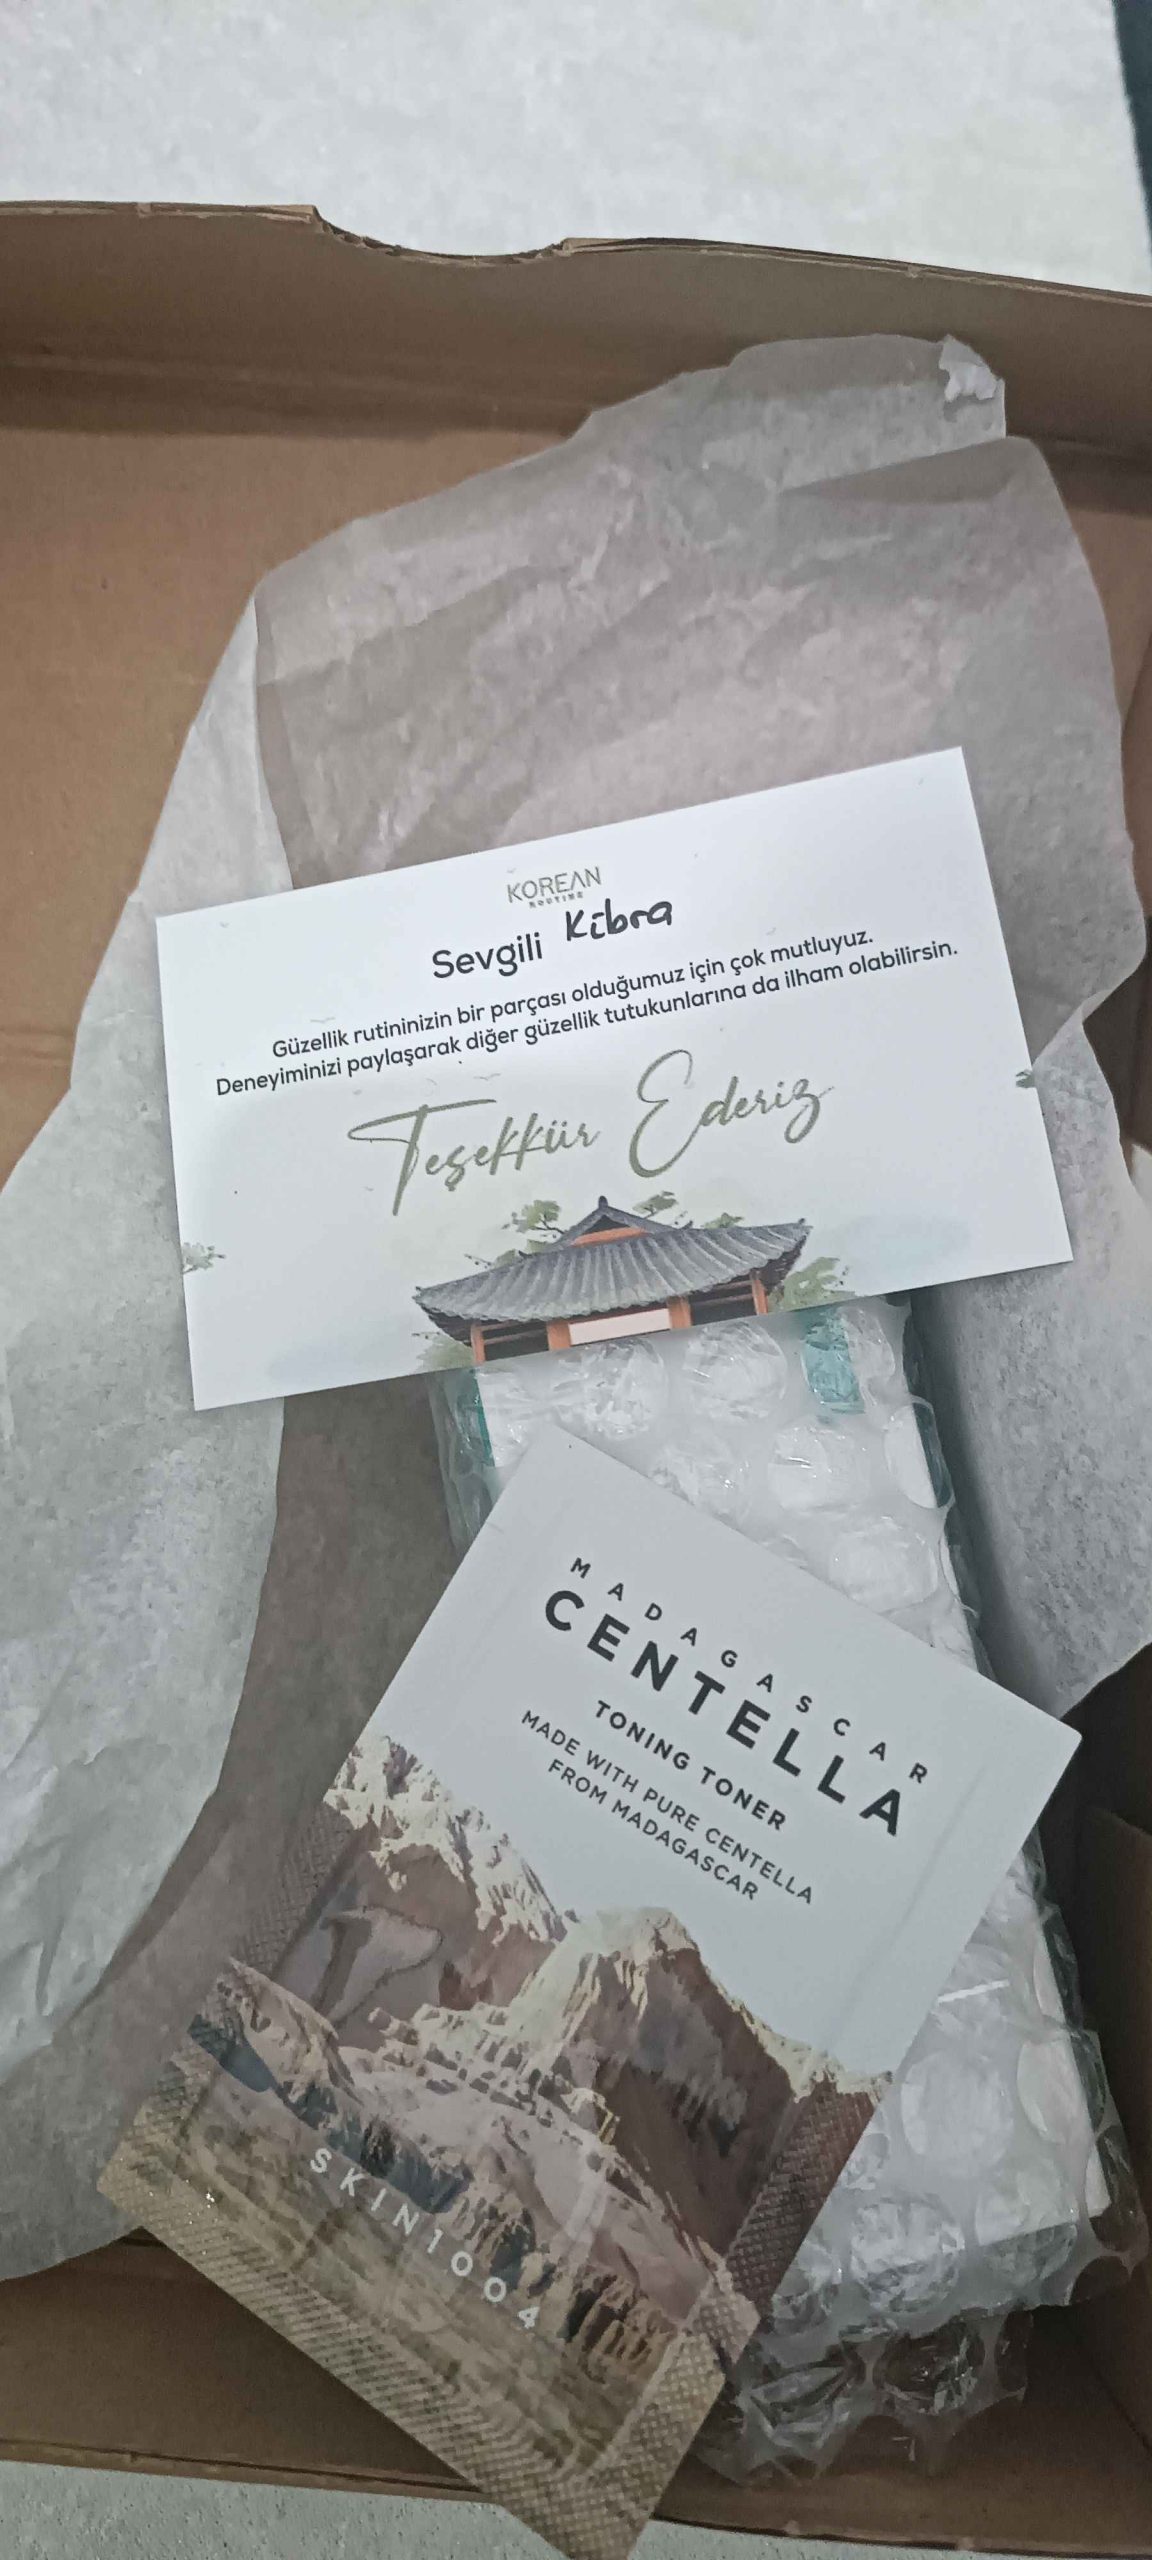 KOREAN
ROUTINE
Sevgili Kibra
Güzellik rutininizin bir parçası olduğumuz için çok mutluyuz.
Deneyiminizi paylaşarak diğer güzellik tutukunlarına da ilham olabilirsin.
Teşekkür Ederiz
MADAGASCAR
CENTELLA
TONING TONER
MADE WITH PURE CENTELLA
FROM MADAGASCAR
SKIN1004